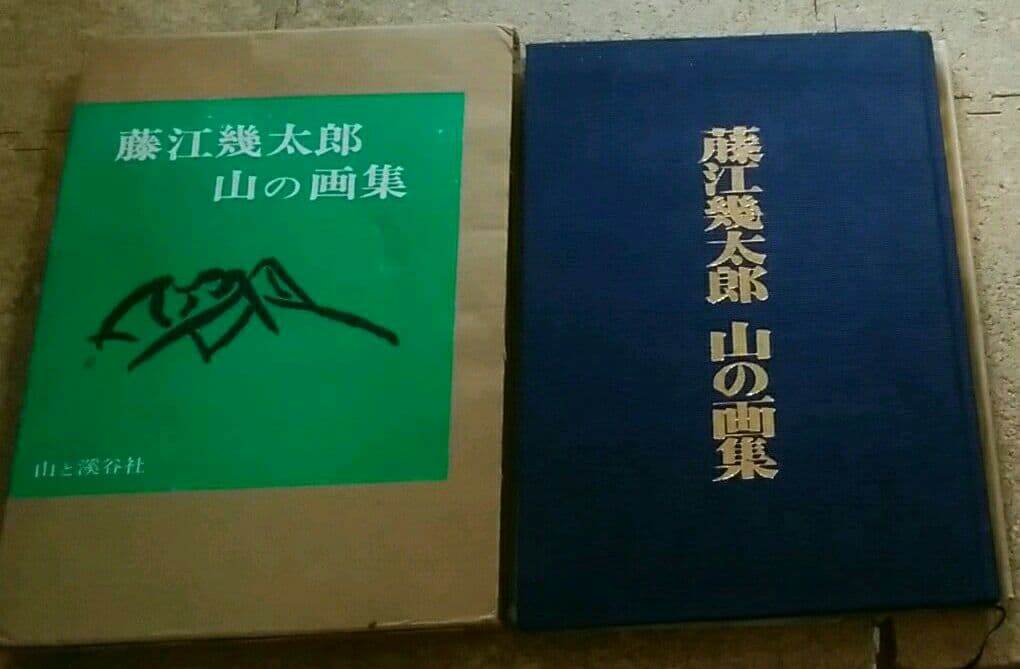 藤江幾太郎
山の画集
山と溪谷社
藤江幾太郎 山の画集